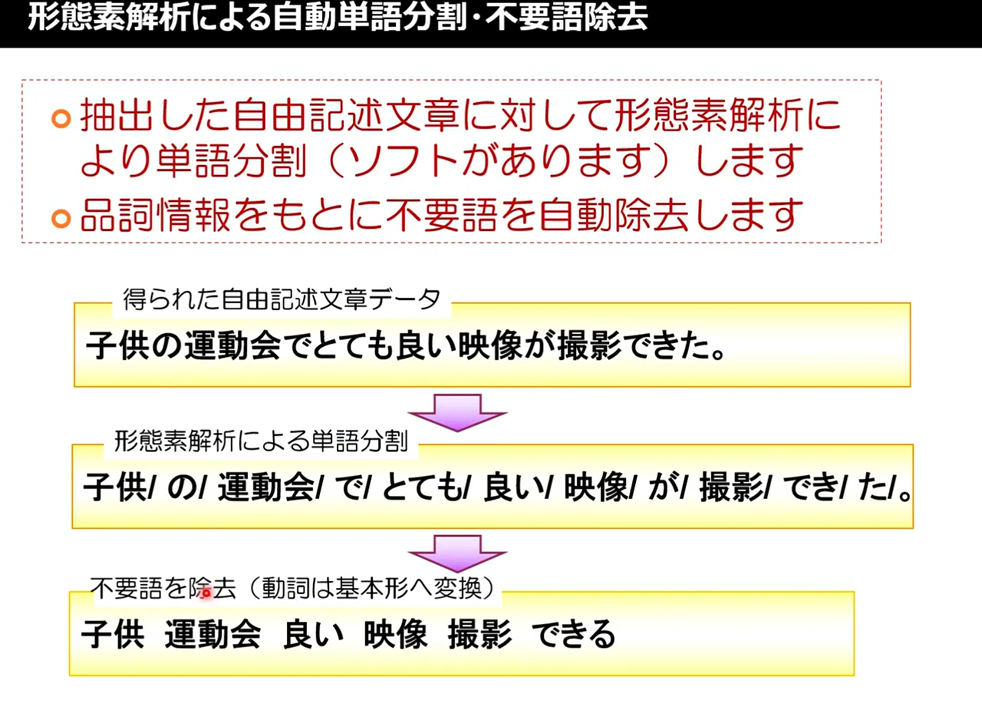 形態素解析による自動単語分割・不要語除去
抽出した自由記述文章に対して形態素解析に
より単語分割（ソフトがあります）します
品詞情報をもとに不要語を自動除去します
得られた自由記述文章データ
子供の運動会でとても良い映像が撮影できた。
形態素解析による単語分割
子供/ の/ 運動会/ で/ とても/ 良い/ 映像/ が/ 撮影/ でき/ た/。
不要語を除去（動詞は基本形へ変換）
子供 運動会 良い 映像 撮影 できる